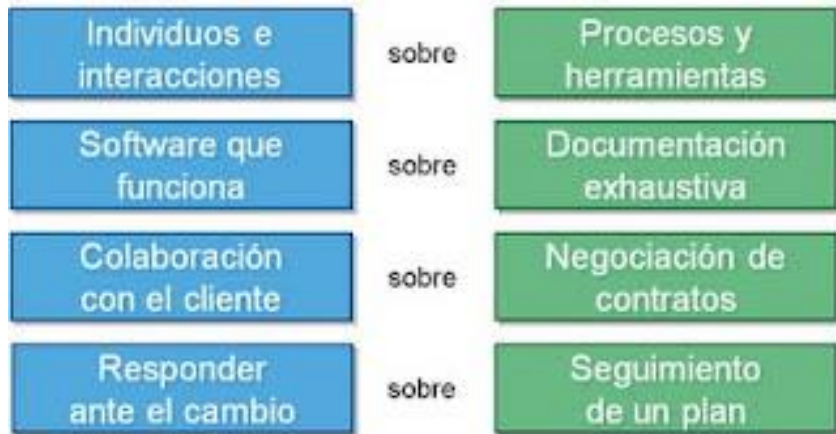 Individuos e
interacciones
sobre
Procesos y
herramientas
Software que
funciona
sobre
Documentación
exhaustiva
Colaboración
con el cliente
sobre
Negociación de
contratos
Responder
ante el cambio
sobre
Seguimiento
de un plan